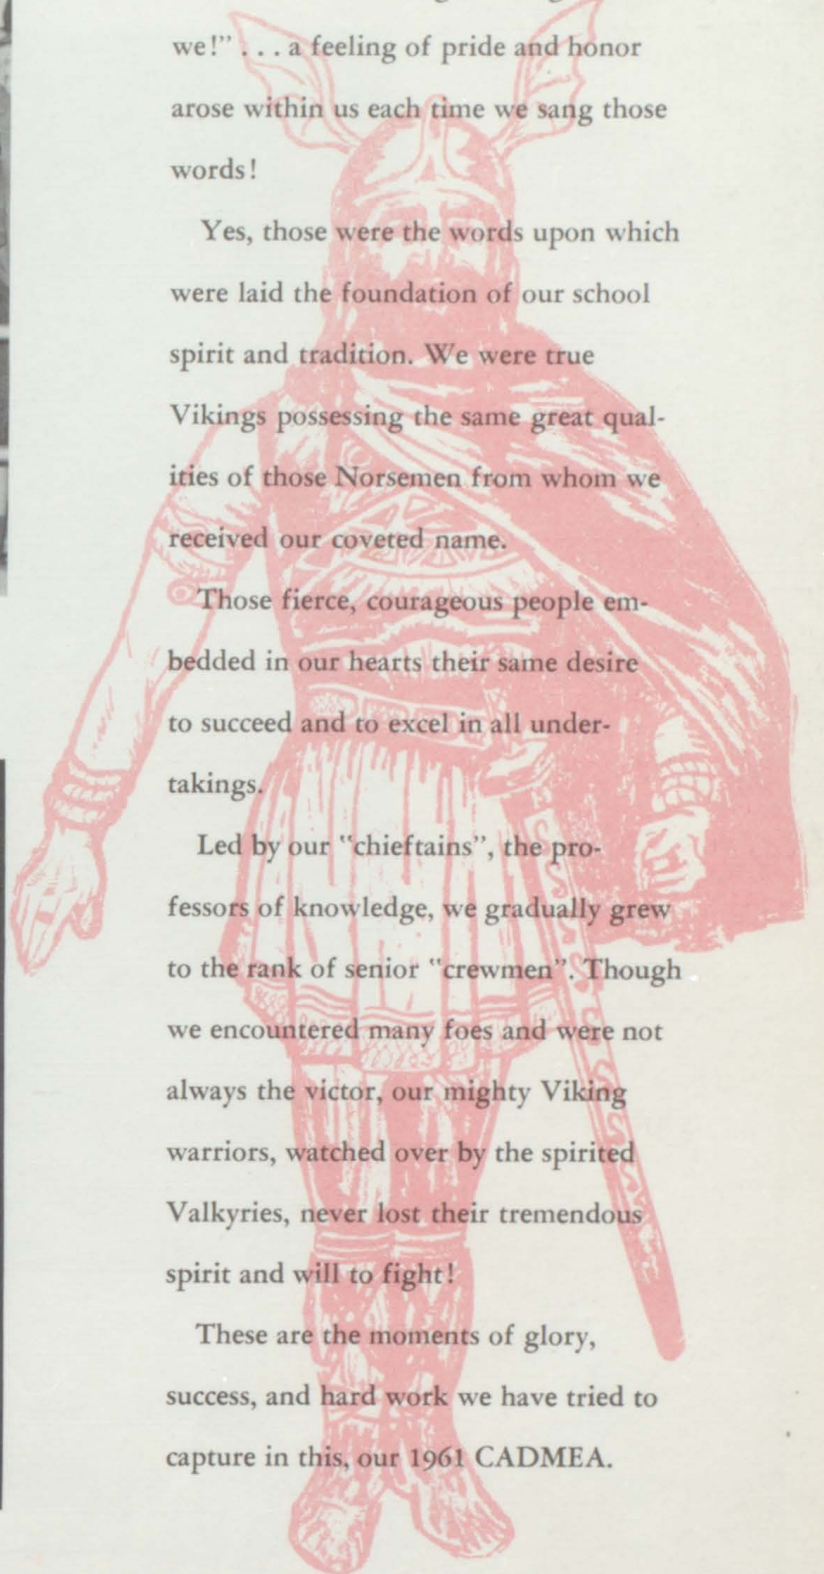 we!” . . . a feeling of pride and honor
arose within us each time we sang those
words!
Yes, those were the words upon which
were laid the foundation of our school
spirit and tradition. We were true
Vikings possessing the same great qual-
ities of those Norsemen from whom we
received our coveted name.
Those fierce, courageous people em-
bedded in our hearts their same desire
to succeed and to excel in all under-
takings.
Led by our “chieftains”, the pro-
fessors of knowledge, we gradually grew
to the rank of senior “crewmen”. Though
we encountered many foes and were not
always the victor, our mighty Viking
warriors, watched over by the spirited
Valkyries, never lost their tremendous
spirit and will to fight!
These are the moments of glory,
success, and hard work we have tried to
capture in this, our 1961 CADMEA.